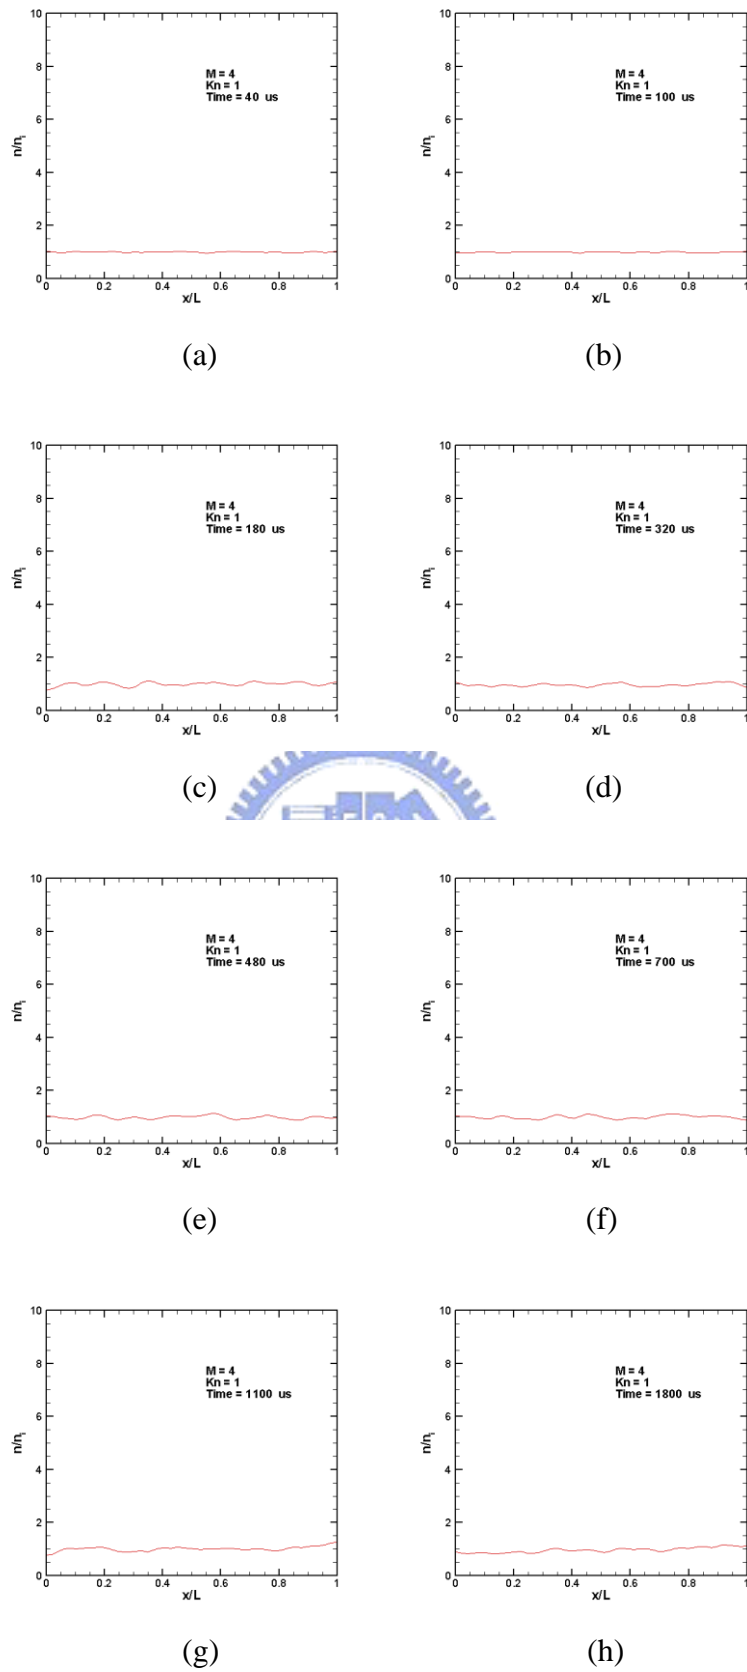 10
8
6
4
2
0
n/ni
M = 4
Kn = 1
Time = 40 us
0 0.2 0.4 0.6 0.8 1
x/L
(a)
10
8
6
4
2
0
n/ni
M = 4
Kn = 1
Time = 100 us
0 0.2 0.4 0.6 0.8 1
x/L
(b)
10
8
6
4
2
0
n/ni
M = 4
Kn = 1
Time = 180 us
0 0.2 0.4 0.6 0.8 1
x/L
(c)
10
8
6
4
2
0
n/ni
M = 4
Kn = 1
Time = 320 us
0 0.2 0.4 0.6 0.8 1
x/L
(d)
10
8
6
4
2
0
n/ni
M = 4
Kn = 1
Time = 480 us
0 0.2 0.4 0.6 0.8 1
x/L
(e)
10
8
6
4
2
0
n/ni
M = 4
Kn = 1
Time = 700 us
0 0.2 0.4 0.6 0.8 1
x/L
(f)
10
8
6
4
2
0
n/ni
M = 4
Kn = 1
Time = 1100 us
0 0.2 0.4 0.6 0.8 1
x/L
(g)
10
8
6
4
2
0
n/ni
M = 4
Kn = 1
Time = 1800 us
0 0.2 0.4 0.6 0.8 1
x/L
(h)